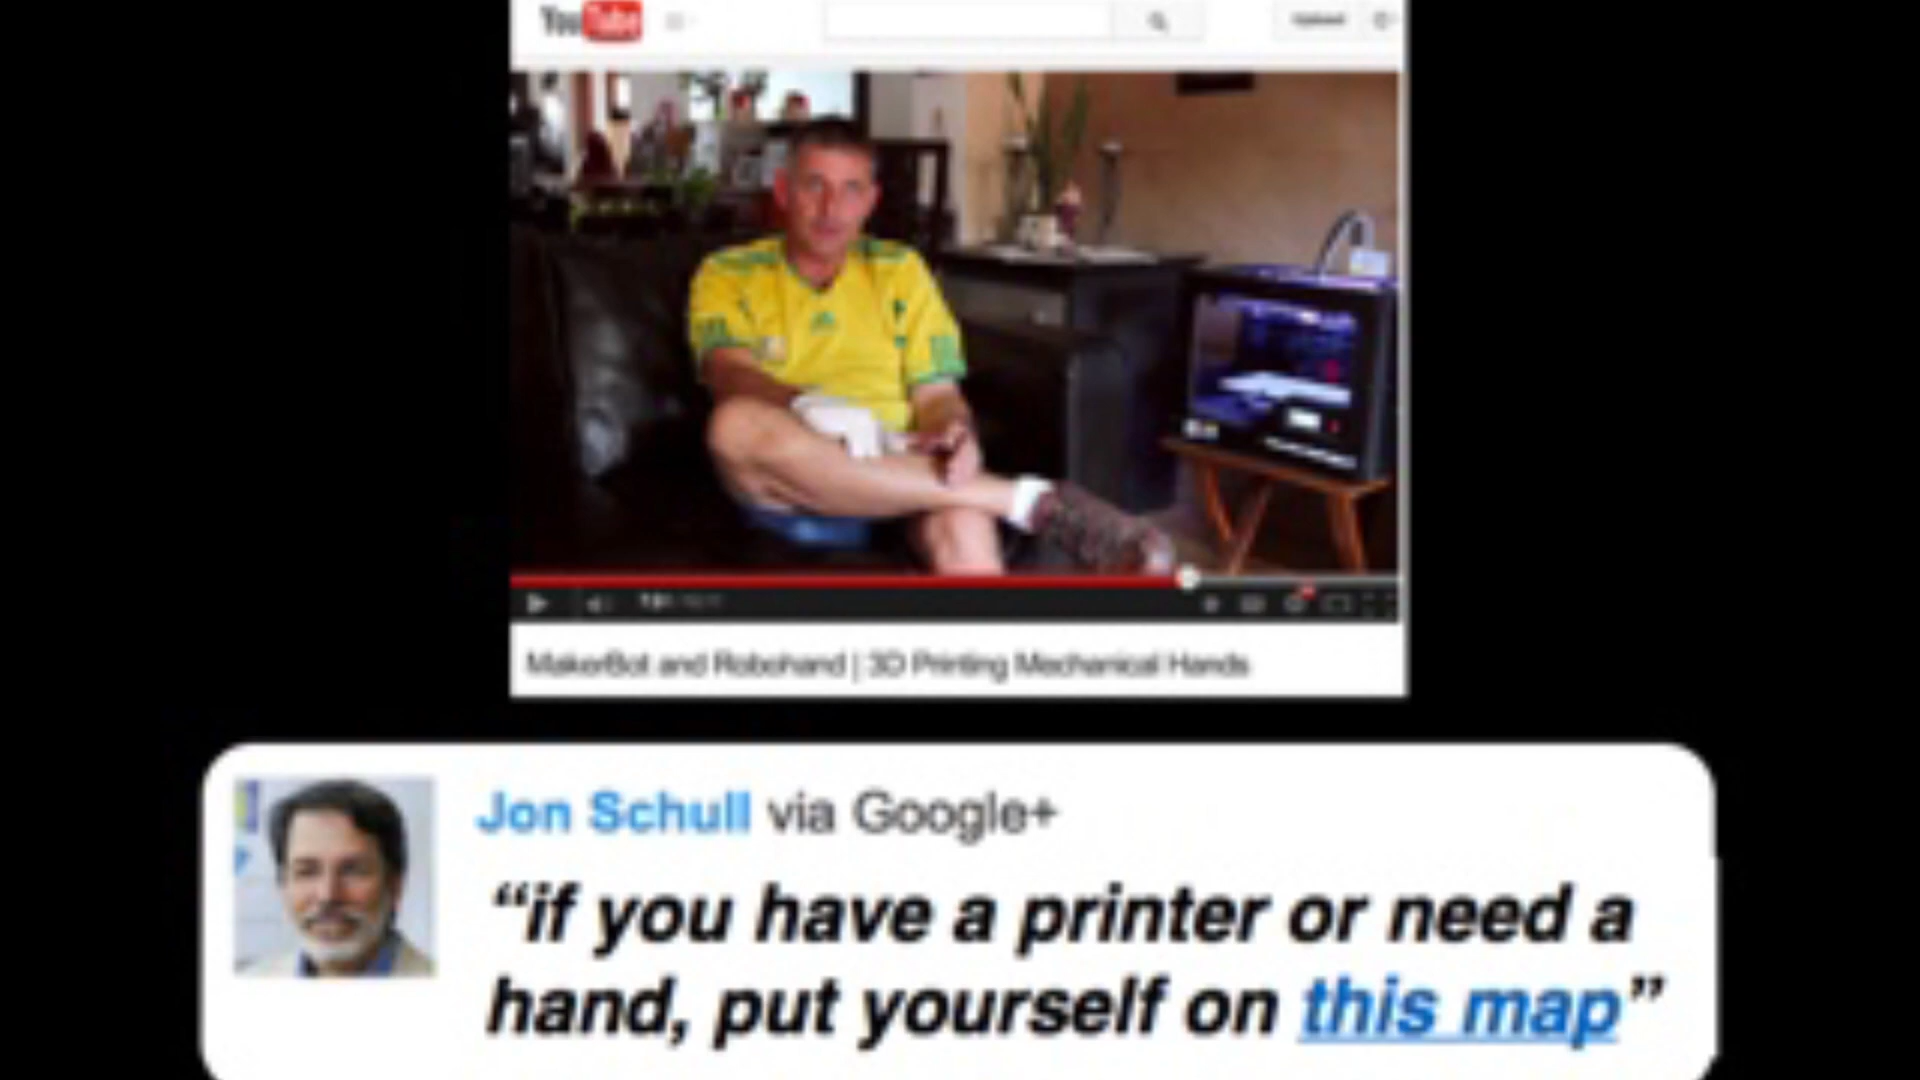 YouTube
Upload
MakerBot and Robohand | 3D Printing Mechanical Hands
Jon Schull via Google+
“if you have a printer or need a
hand, put yourself on this map”